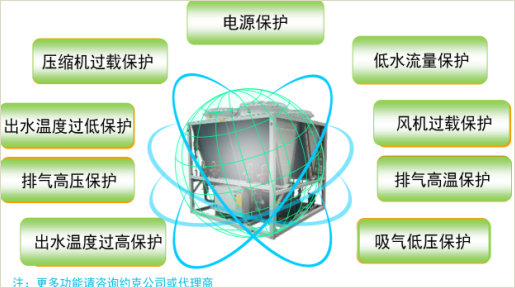 电源保护
压缩机过载保护
低水流量保护
出水温度过低保护
风机过载保护
排气高压保护
排气高温保护
出水温度过高保护
吸气低压保护
注：更多功能请咨询约克公司或代理商